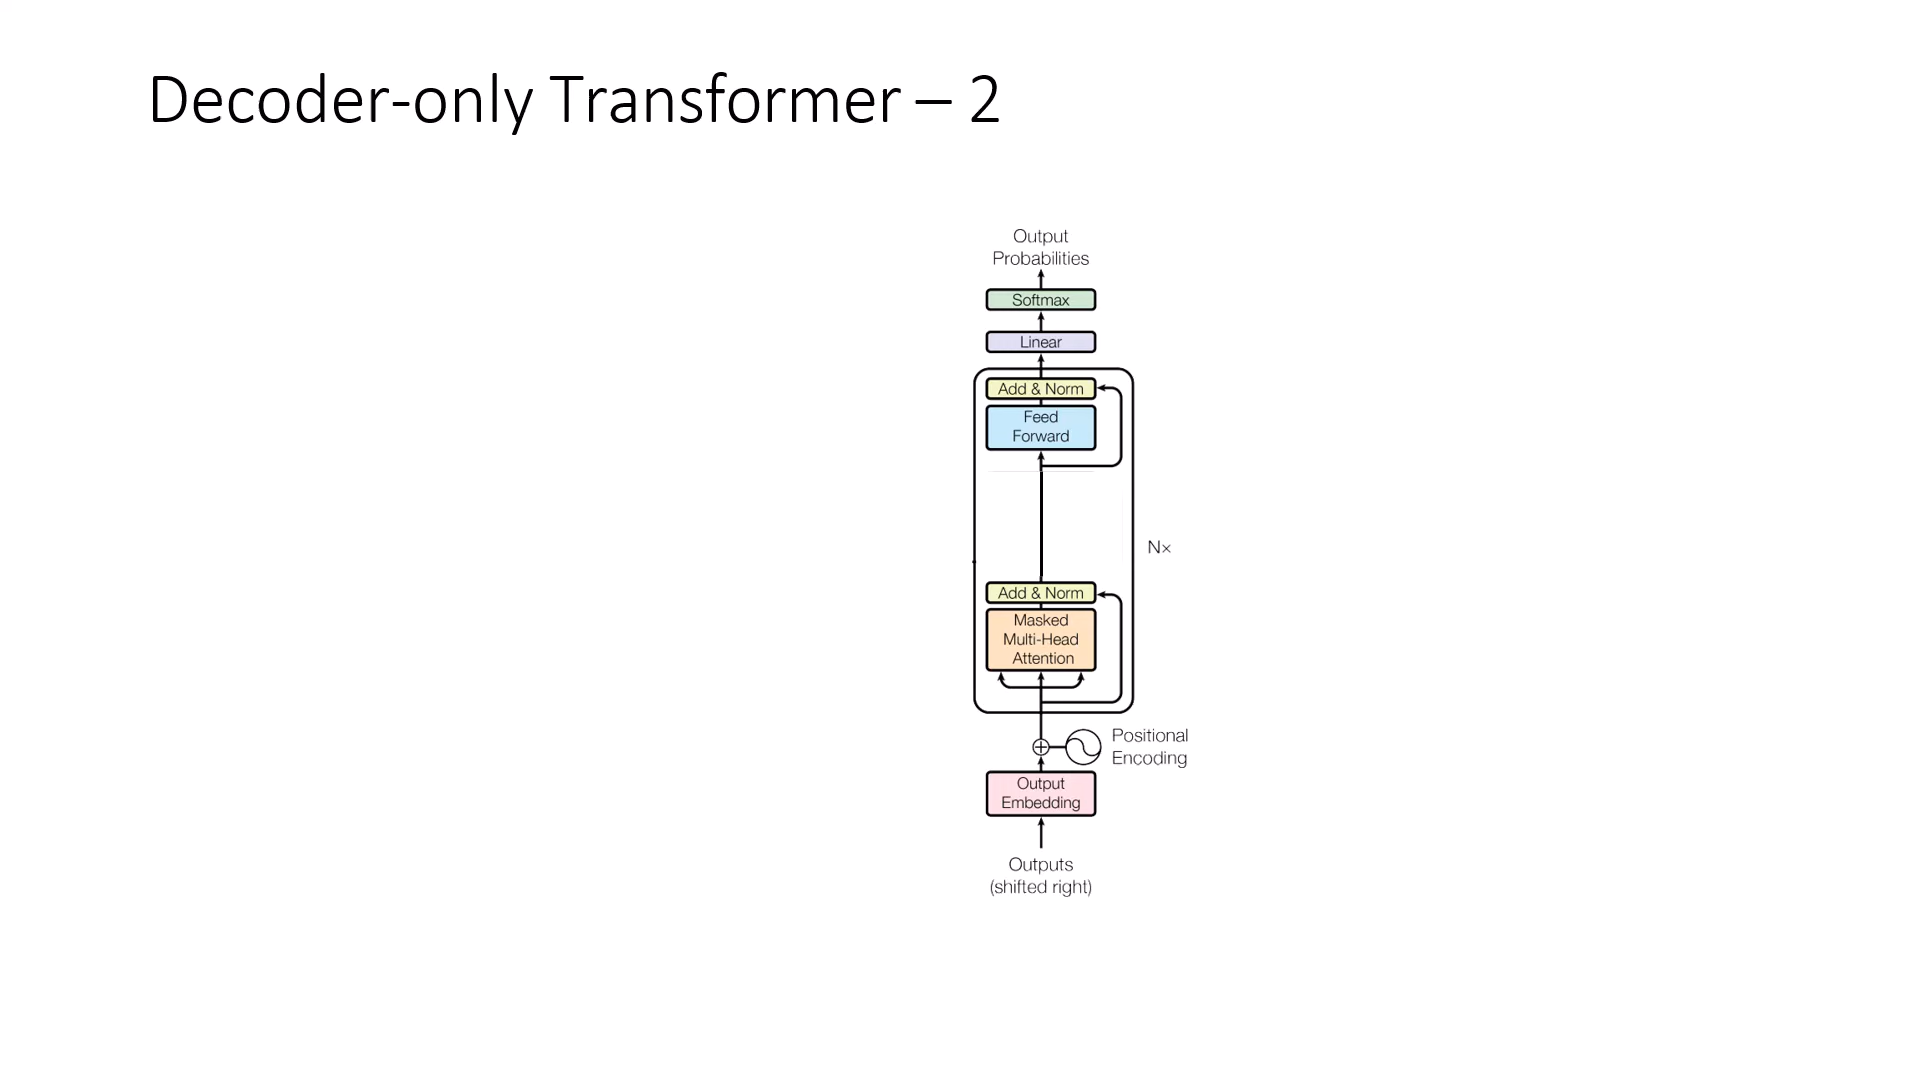 Decoder-only Transformer – 2
Output
Probabilities
Softmax
Linear
Add & Norm
Feed
Forward
N×
Add & Norm
Masked
Multi-Head
Attention
Positional
Encoding
Output
Embedding
Outputs
(shifted right)